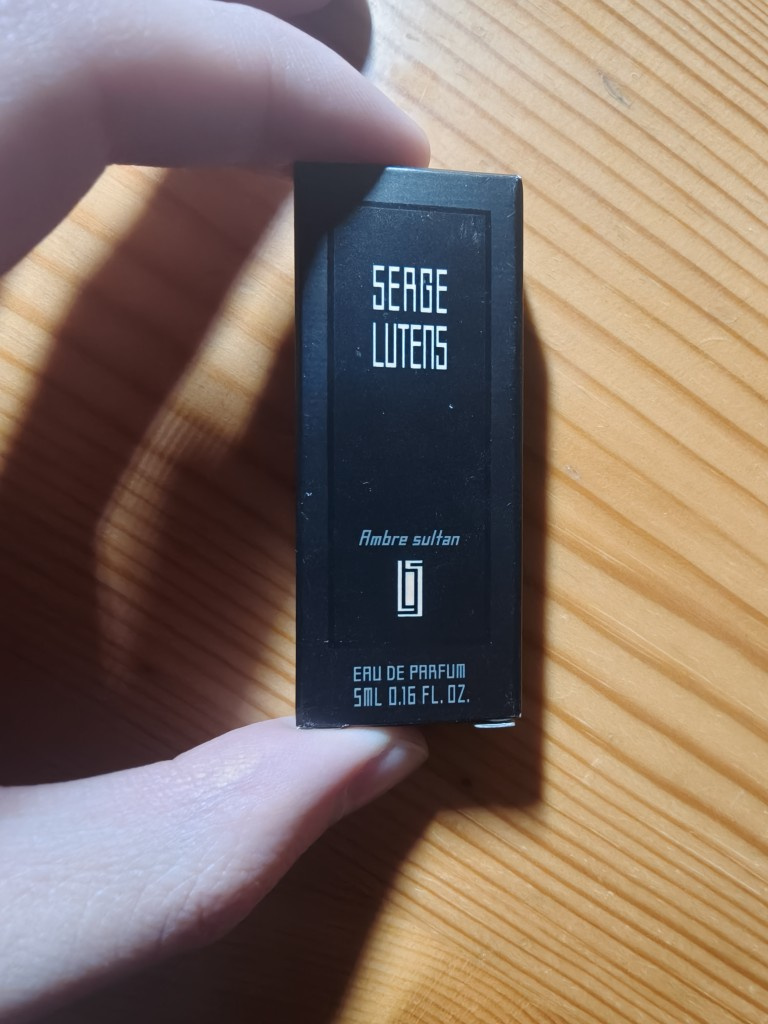 SERGE
LUTENS
Ambre sultan
EAU DE PARFUM
5ML 0.16 FL. OZ.